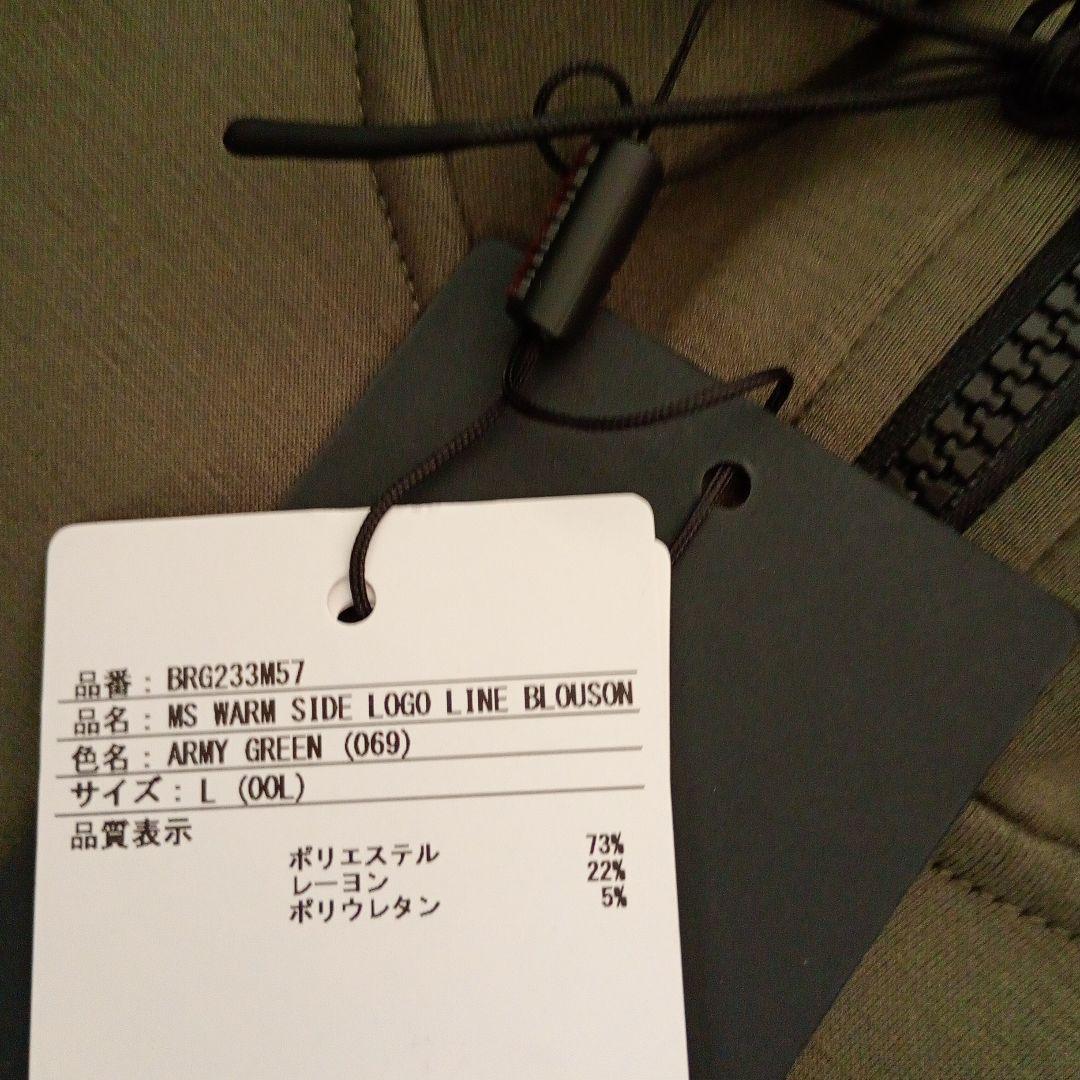 品番：BRG233M57
品名：MS WARM SIDE LOGO LINE BLOUSON
色名：ARMY GREEN (069)
サイズ：L (00L)
品質表示
ポリエステル 73%
レーヨン 22%
ポリウレタン 5%